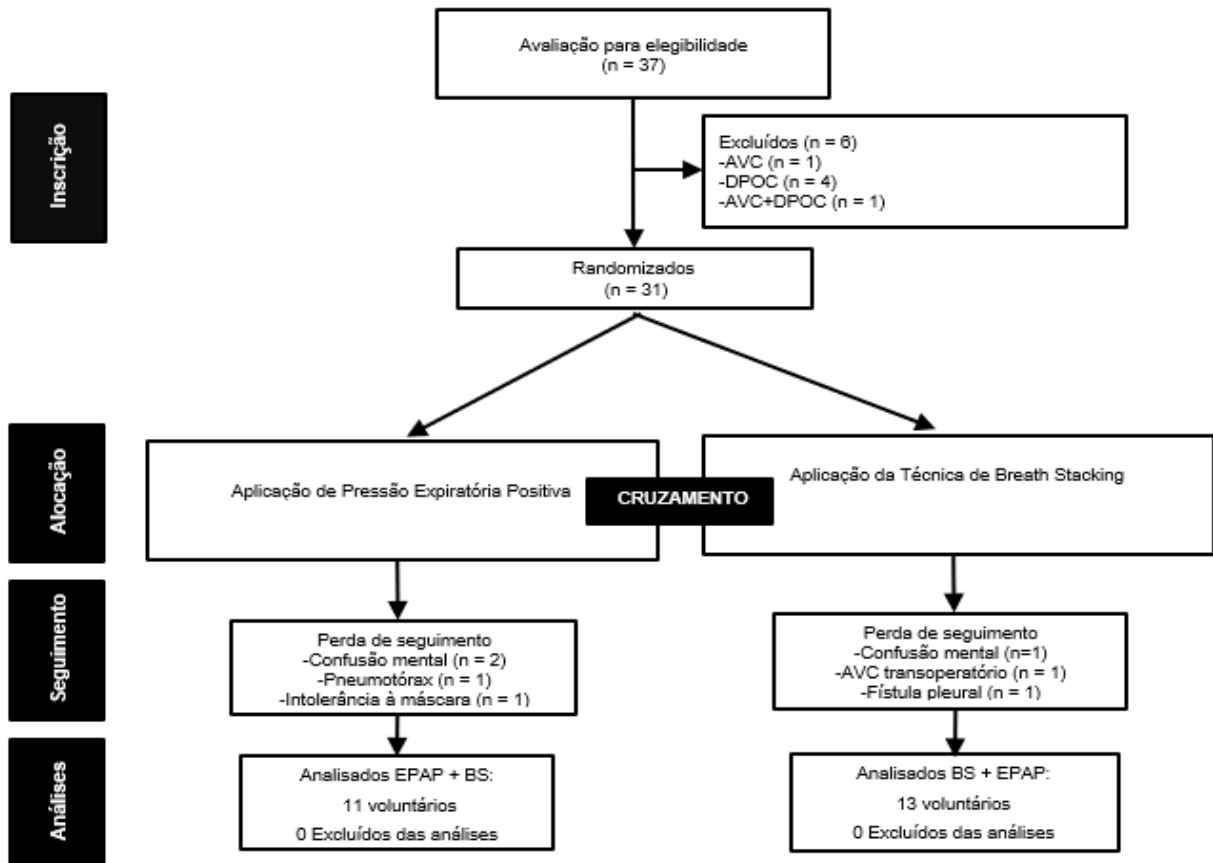 Avaliação para elegibilidade
(n = 37)
Inscrição
Excluídos (n = 6)
-AVC (n = 1)
-DPOC (n = 4)
-AVC+DPOC (n = 1)
Randomizados
(n = 31)
Alocação
Aplicação de Pressão Expiratória Positiva
CRUZAMENTO
Aplicação da Técnica de Breath Stacking
Seguimento
Perda de seguimento
-Confusão mental (n = 2)
-Pneumotórax (n = 1)
-Intolerância à máscara (n = 1)
Perda de seguimento
-Confusão mental (n=1)
-AVC transoperatório (n = 1)
-Fístula pleural (n = 1)
Análises
Analisados EPAP + BS:
11 voluntários
0 Excluídos das análises
Analisados BS + EPAP:
13 voluntários
0 Excluídos das análises